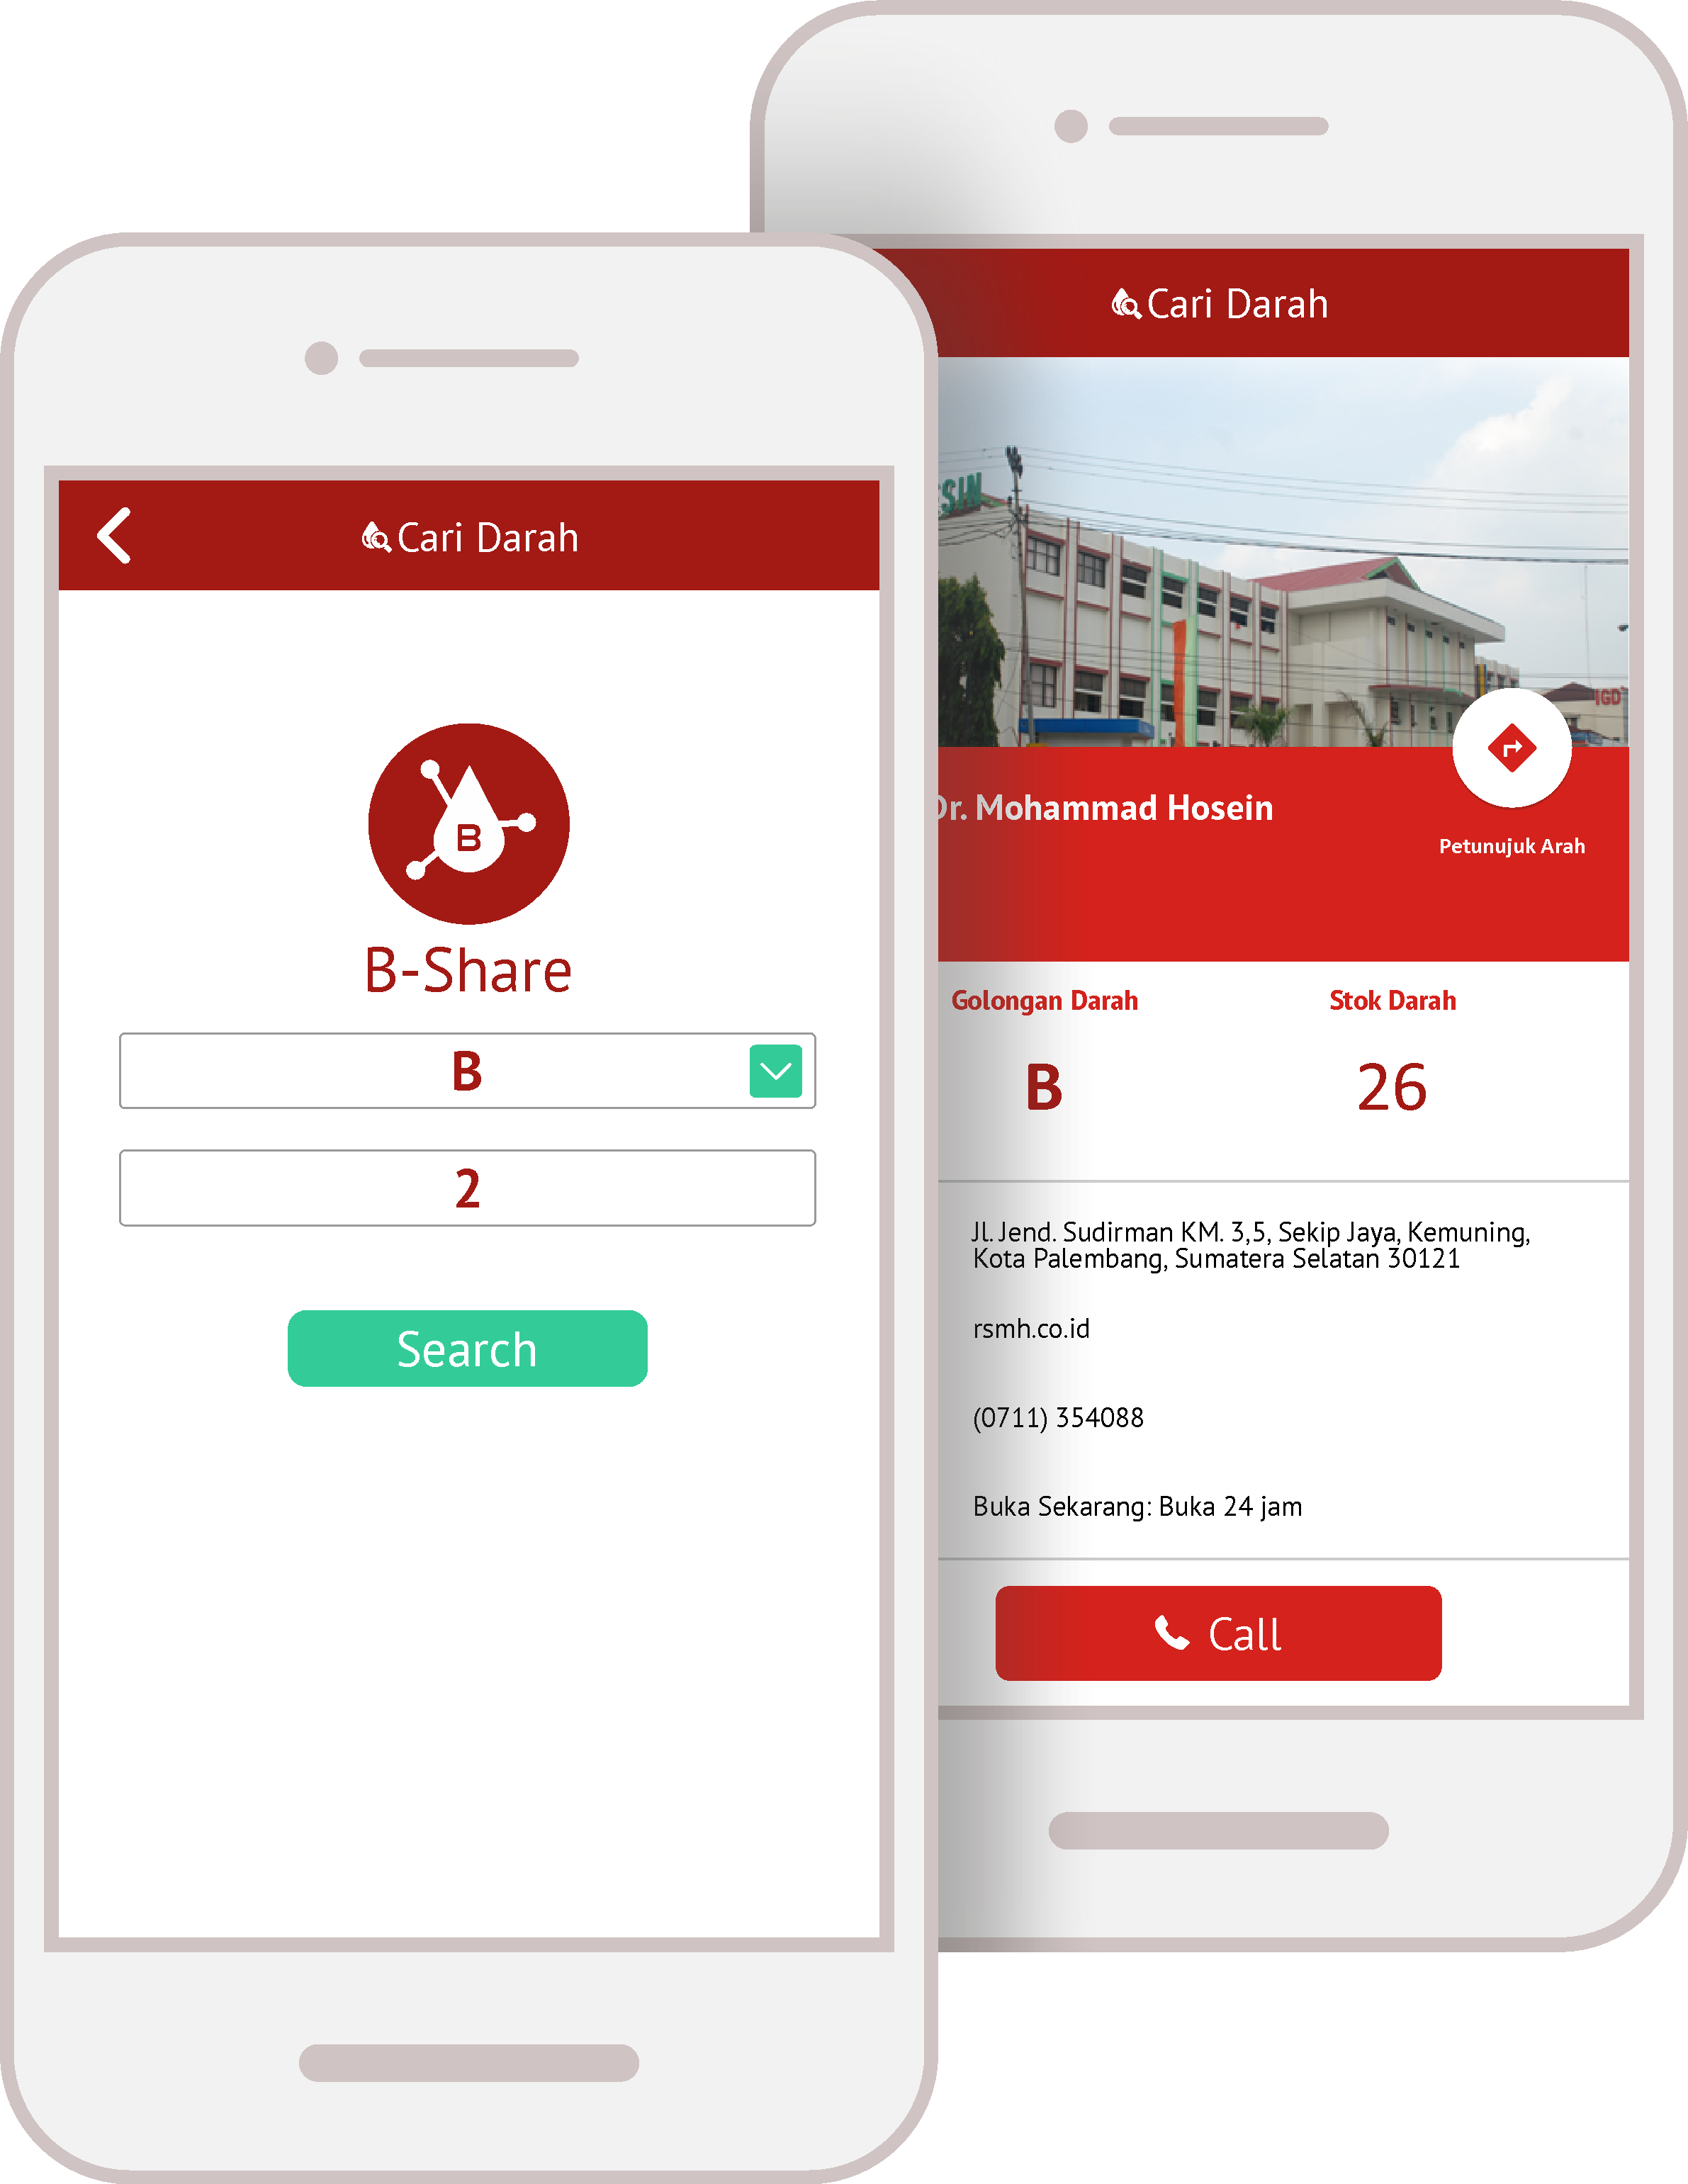 Cari Darah
B
B-Share
B
2
Search
Cari Darah
IGD
Dr. Mohammad Hosein
Petunujuk Arah
Golongan Darah
Stok Darah
B
26
Jl. Jend. Sudirman KM. 3,5, Sekip Jaya, Kemuning,
Kota Palembang, Sumatera Selatan 30121
rsmh.co.id
(0711) 354088
Buka Sekarang: Buka 24 jam
Call